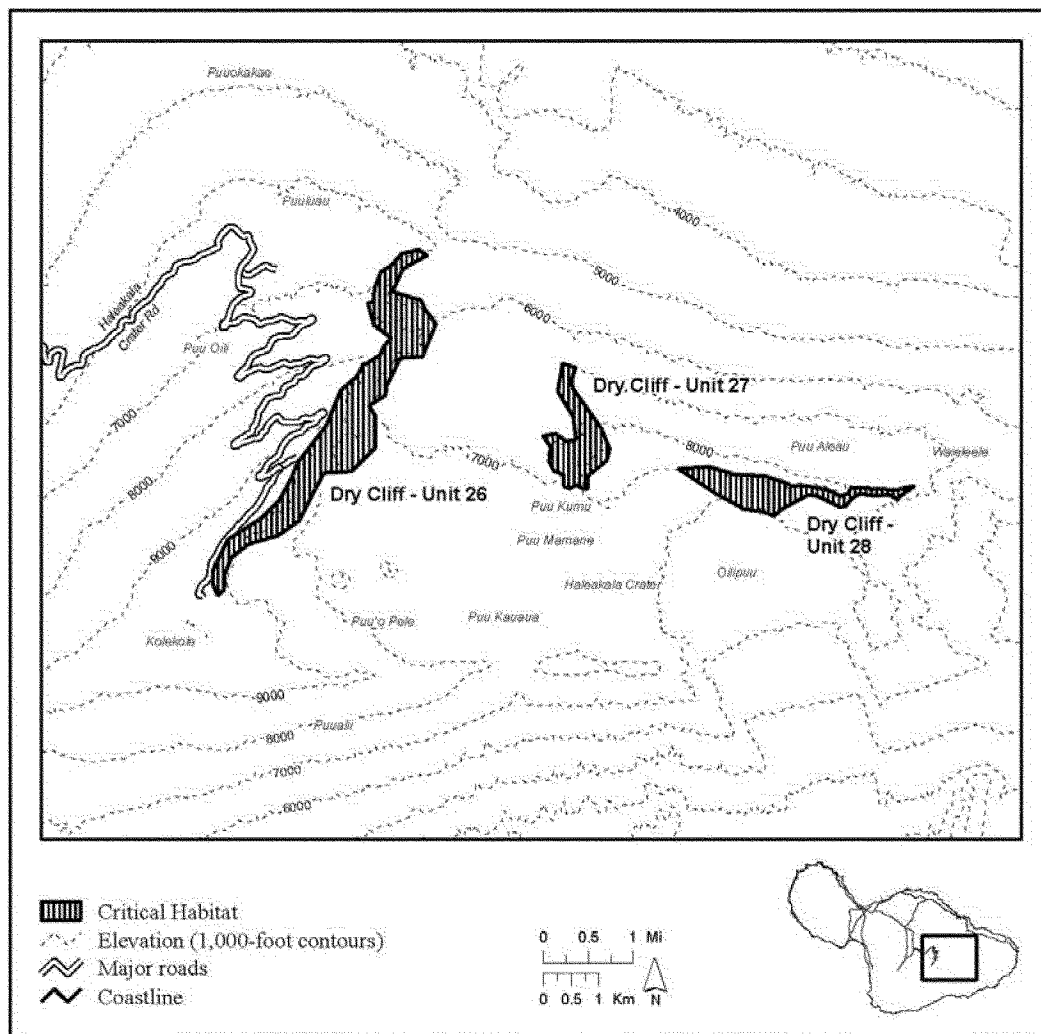 Puuokakae
Puuluau
4000
Haleakala
Crater Rd
5000
6000
Puu Oili
Dry Cliff - Unit 27
7000
8000
Puu Alaau
Waieleele
7000
8000
Dry Cliff - Unit 26
Puu Kumu
Dry Cliff -
Unit 28
Puu Mamane
9000
Haleakala Crater
Oilipuu
Puu'o Pele
Puu Kauaua
Kolekole
9000
Puualii
8000
7000
6000
Critical Habitat
Elevation (1,000-foot contours)
Major roads
Coastline
0 0.5 1 Mi
0 0.5 1 Km
N